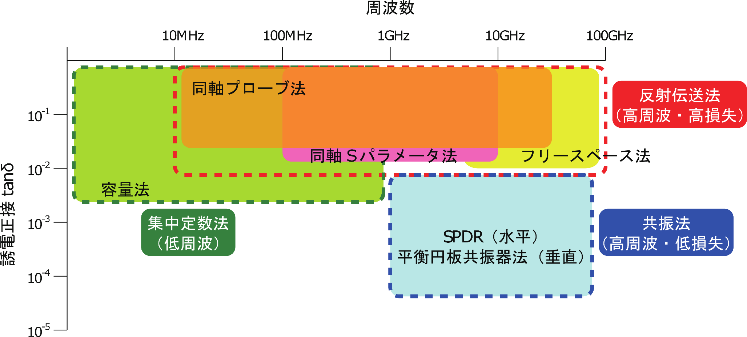 周波数
10MHz
100MHz
1GHz
10GHz
100GHz
誘電正接 tanδ
10-1
10-2
10-3
10-4
10-5
同軸プローブ法
同軸Sパラメータ法
フリースペース法
容量法
反射伝送法
（高周波・高損失）
集中定数法
（低周波）
SPDR（水平）
平衡円板共振器法（垂直）
共振法
（高周波・低損失）